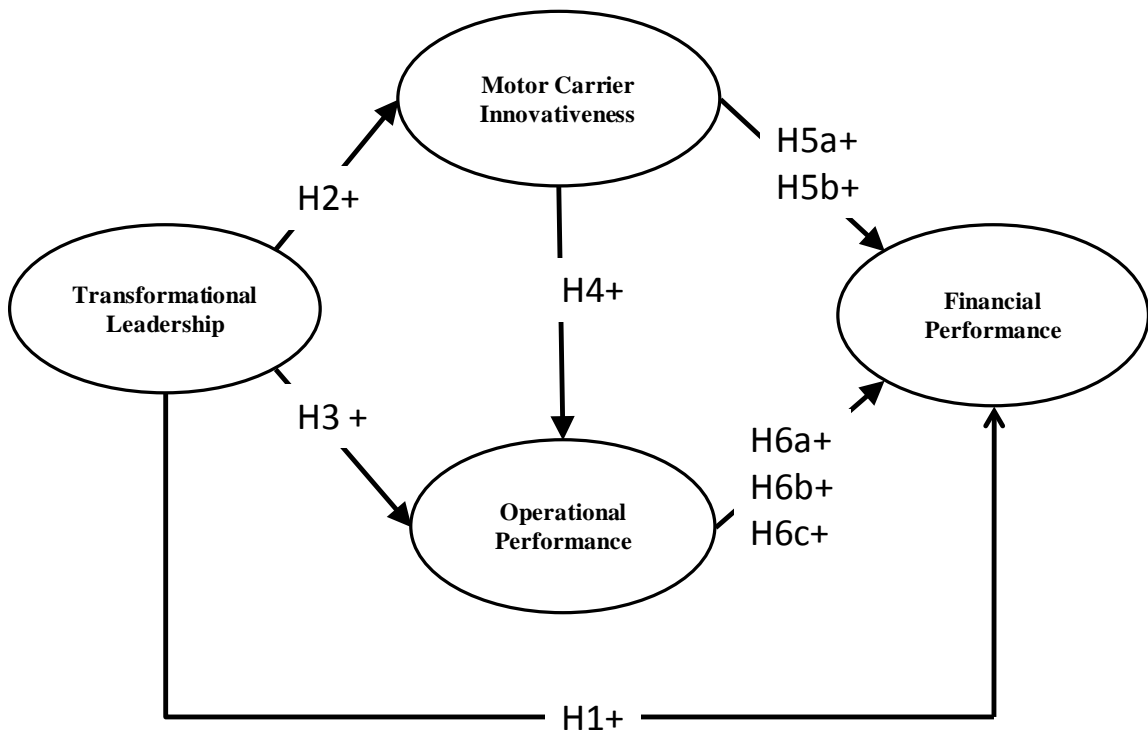 Motor Carrier
Innovativeness
H5a+
H5b+
H2+
Transformational
Leadership
H4+
Financial
Performance
H3 +
H6a+
H6b+
H6c+
Operational
Performance
H1+